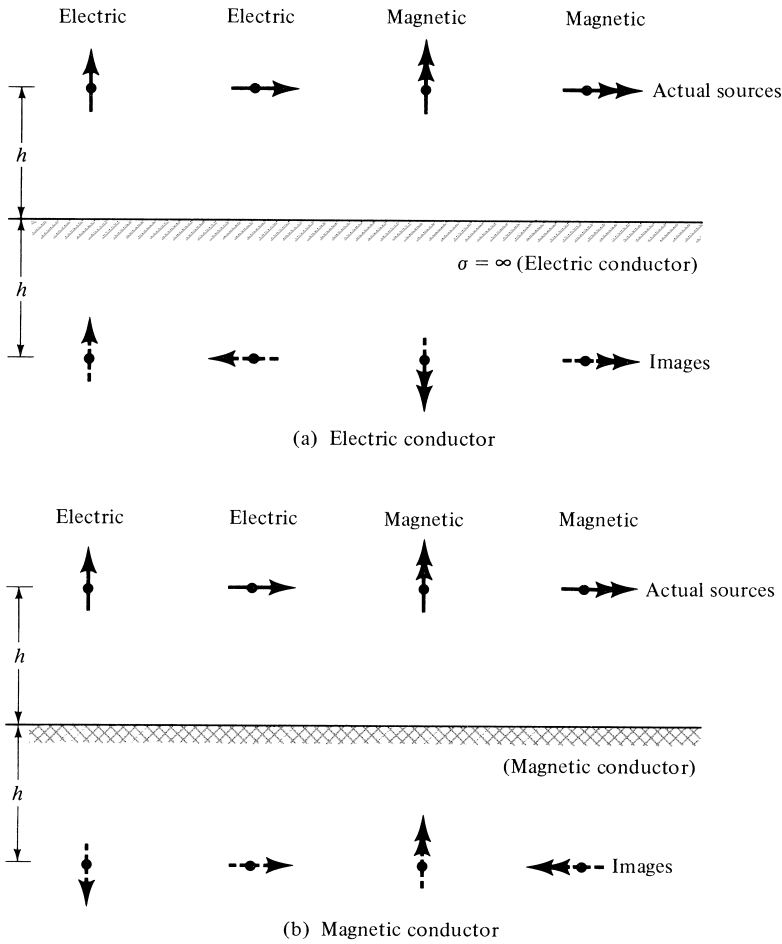 Electric Electric Magnetic Magnetic
Actual sources
h
σ = ∞ (Electric conductor)
h
Images
(a) Electric conductor
Electric Electric Magnetic Magnetic
Actual sources
h
(Magnetic conductor)
h
Images
(b) Magnetic conductor